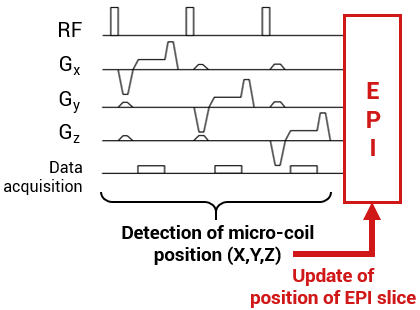 RF
Gx
Gy
Gz
Data
acquisition
E
P
I
Detection of micro-coil
position (X,Y,Z)
Update of
position of EPI slice